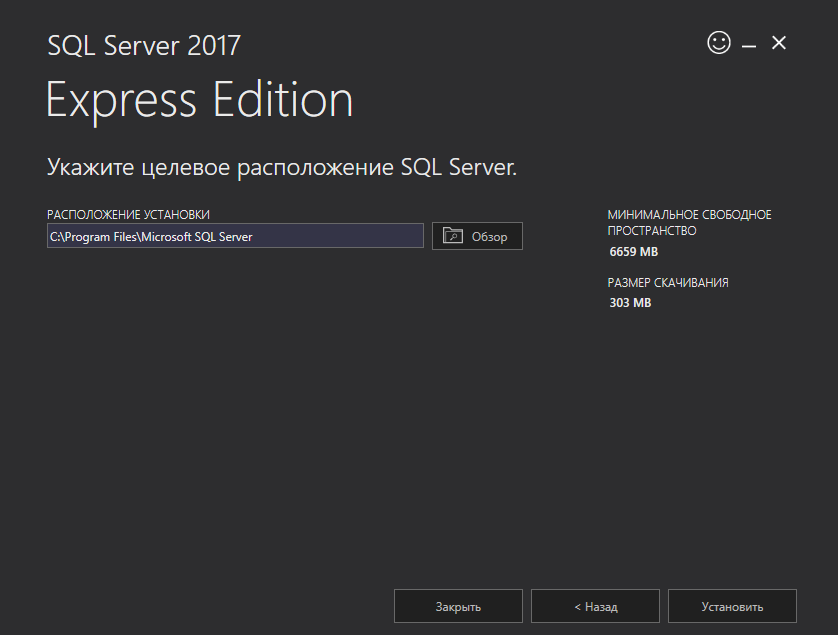 SQL Server 2017
Express Edition
Укажите целевое расположение SQL Server.
РАСПОЛОЖЕНИЕ УСТАНОВКИ
C:\Program Files\Microsoft SQL Server
Обзор
МИНИМАЛЬНОЕ СВОБОДНОЕ
ПРОСТРАНСТВО
6659 MB
РАЗМЕР СКАЧИВАНИЯ
303 MB
Закрыть
< Назад
Установить